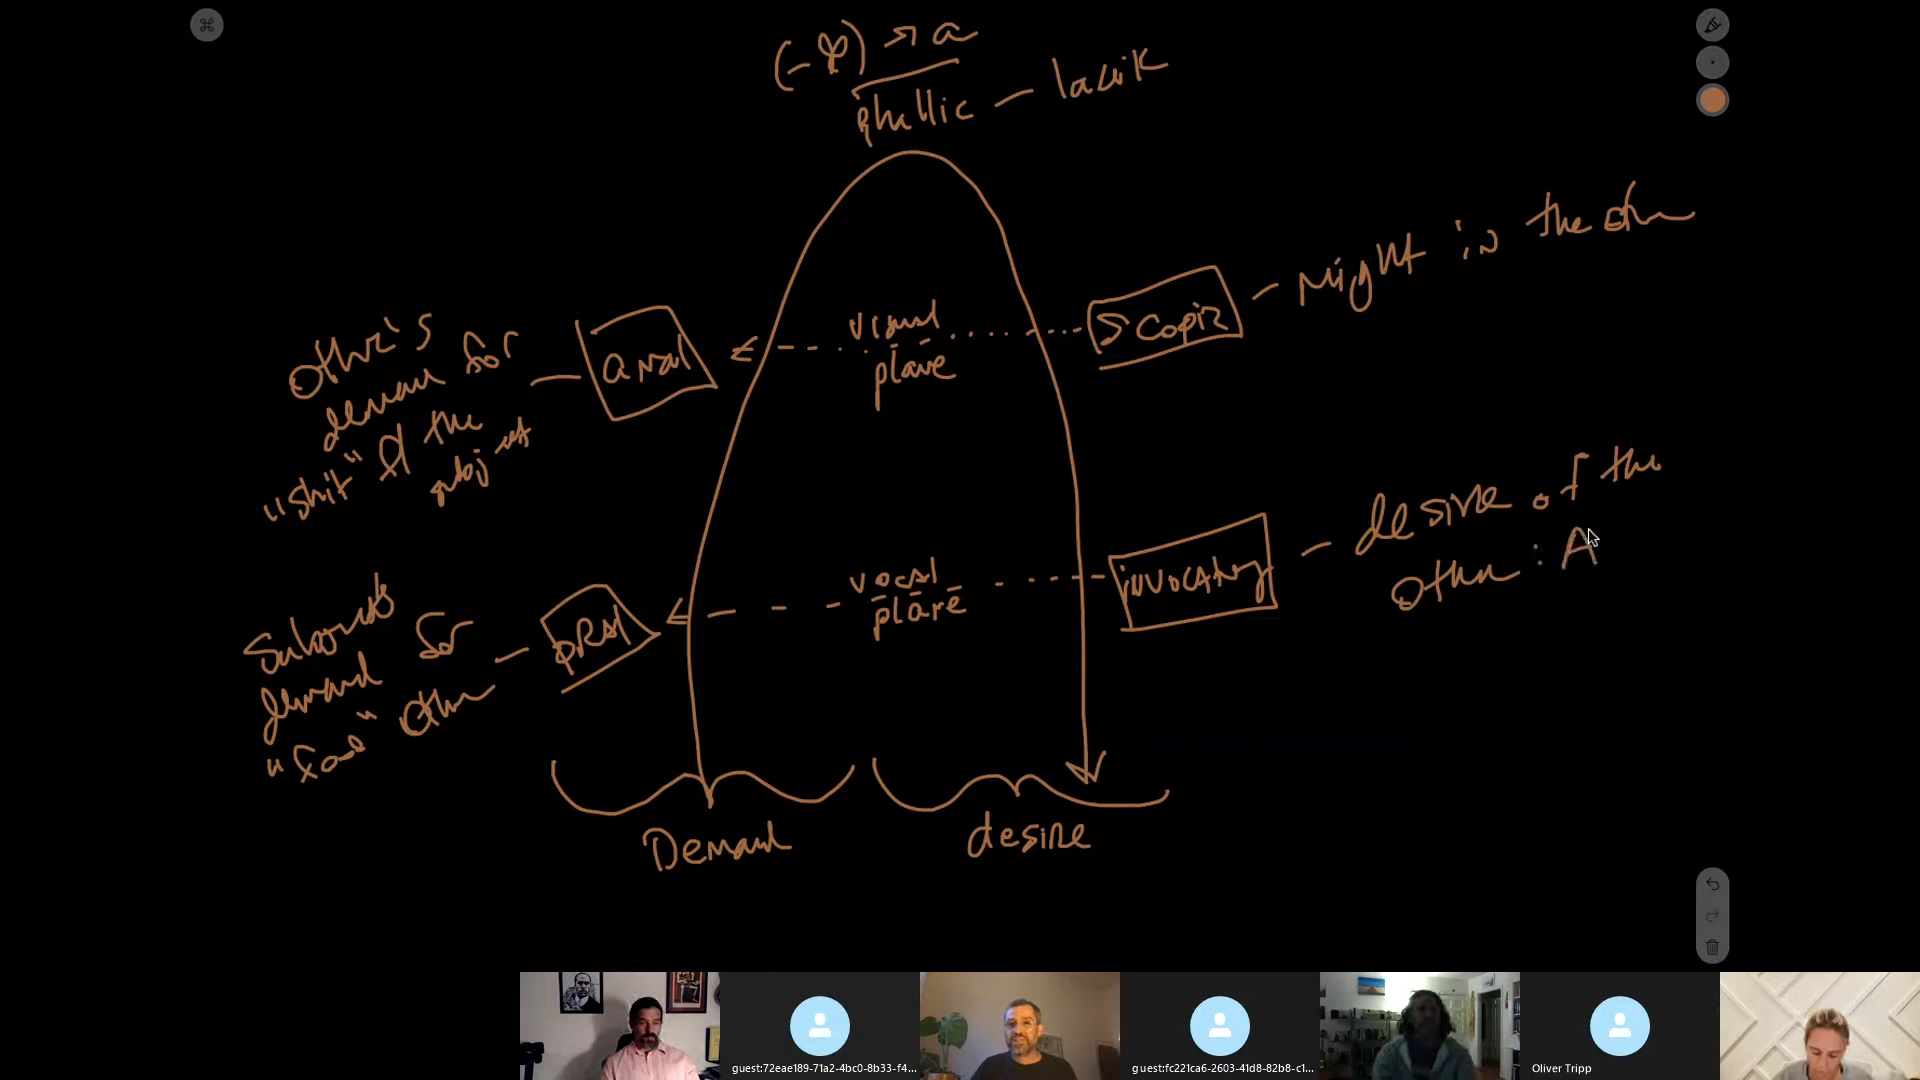 (-φ) → a
phallic — lack
scopic — might in the other
visual
plane
anal
Other's
demand for
"shit" of the
subject
desire of the
Other : A
invocatory
vocal
plane
oral
Subject's
demand for
"food" Other
Demand
desire
guest:72eae189-71a2-4bc0-8b33-f4...
guest:fc221ca6-2603-41d8-82b8-c1...
Oliver Tripp